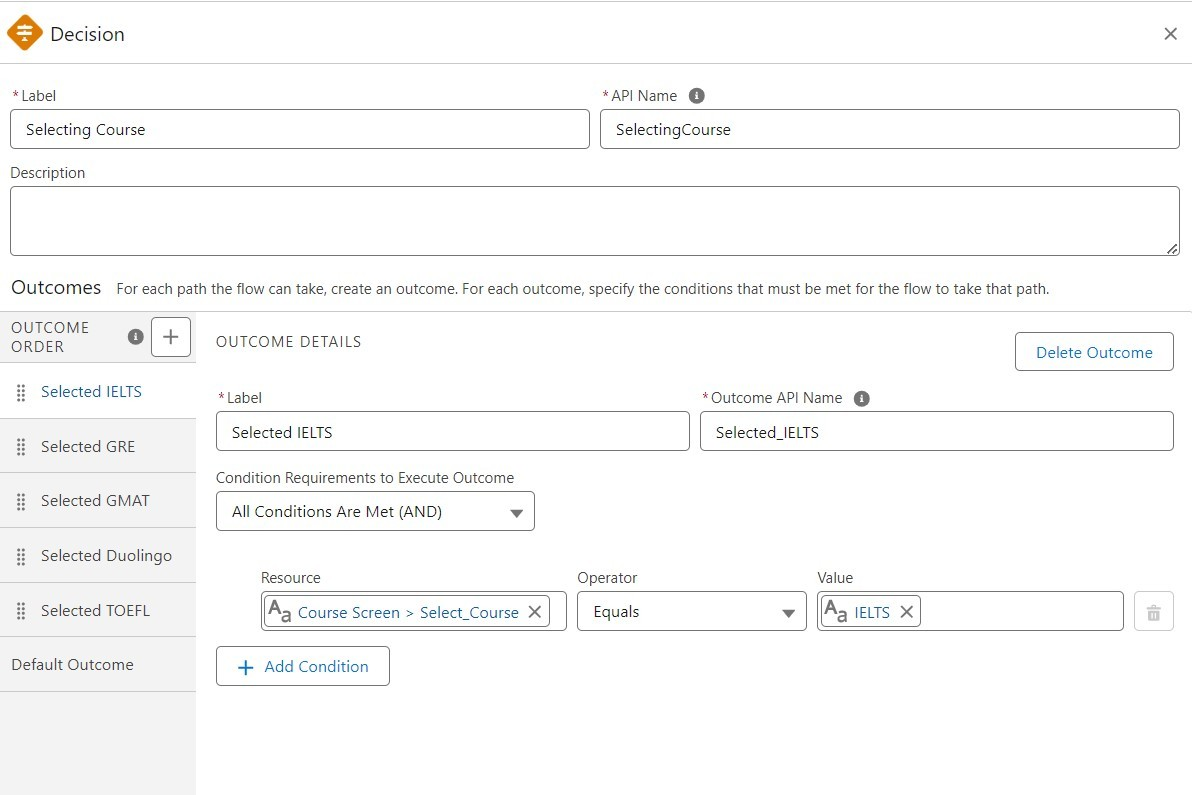 Decision
*Label
*API Name
Selecting Course
SelectingCourse
Description
Outcomes For each path the flow can take, create an outcome. For each outcome, specify the conditions that must be met for the flow to take that path.
OUTCOME ORDER
OUTCOME DETAILS
Delete Outcome
Selected IELTS
Selected GRE
Selected GMAT
Selected Duolingo
Selected TOEFL
Default Outcome
*Label
*Outcome API Name
Selected IELTS
Selected_IELTS
Condition Requirements to Execute Outcome
All Conditions Are Met (AND)
Resource
Operator
Value
Aa Course Screen > Select_Course
Equals
Aa IELTS
+ Add Condition